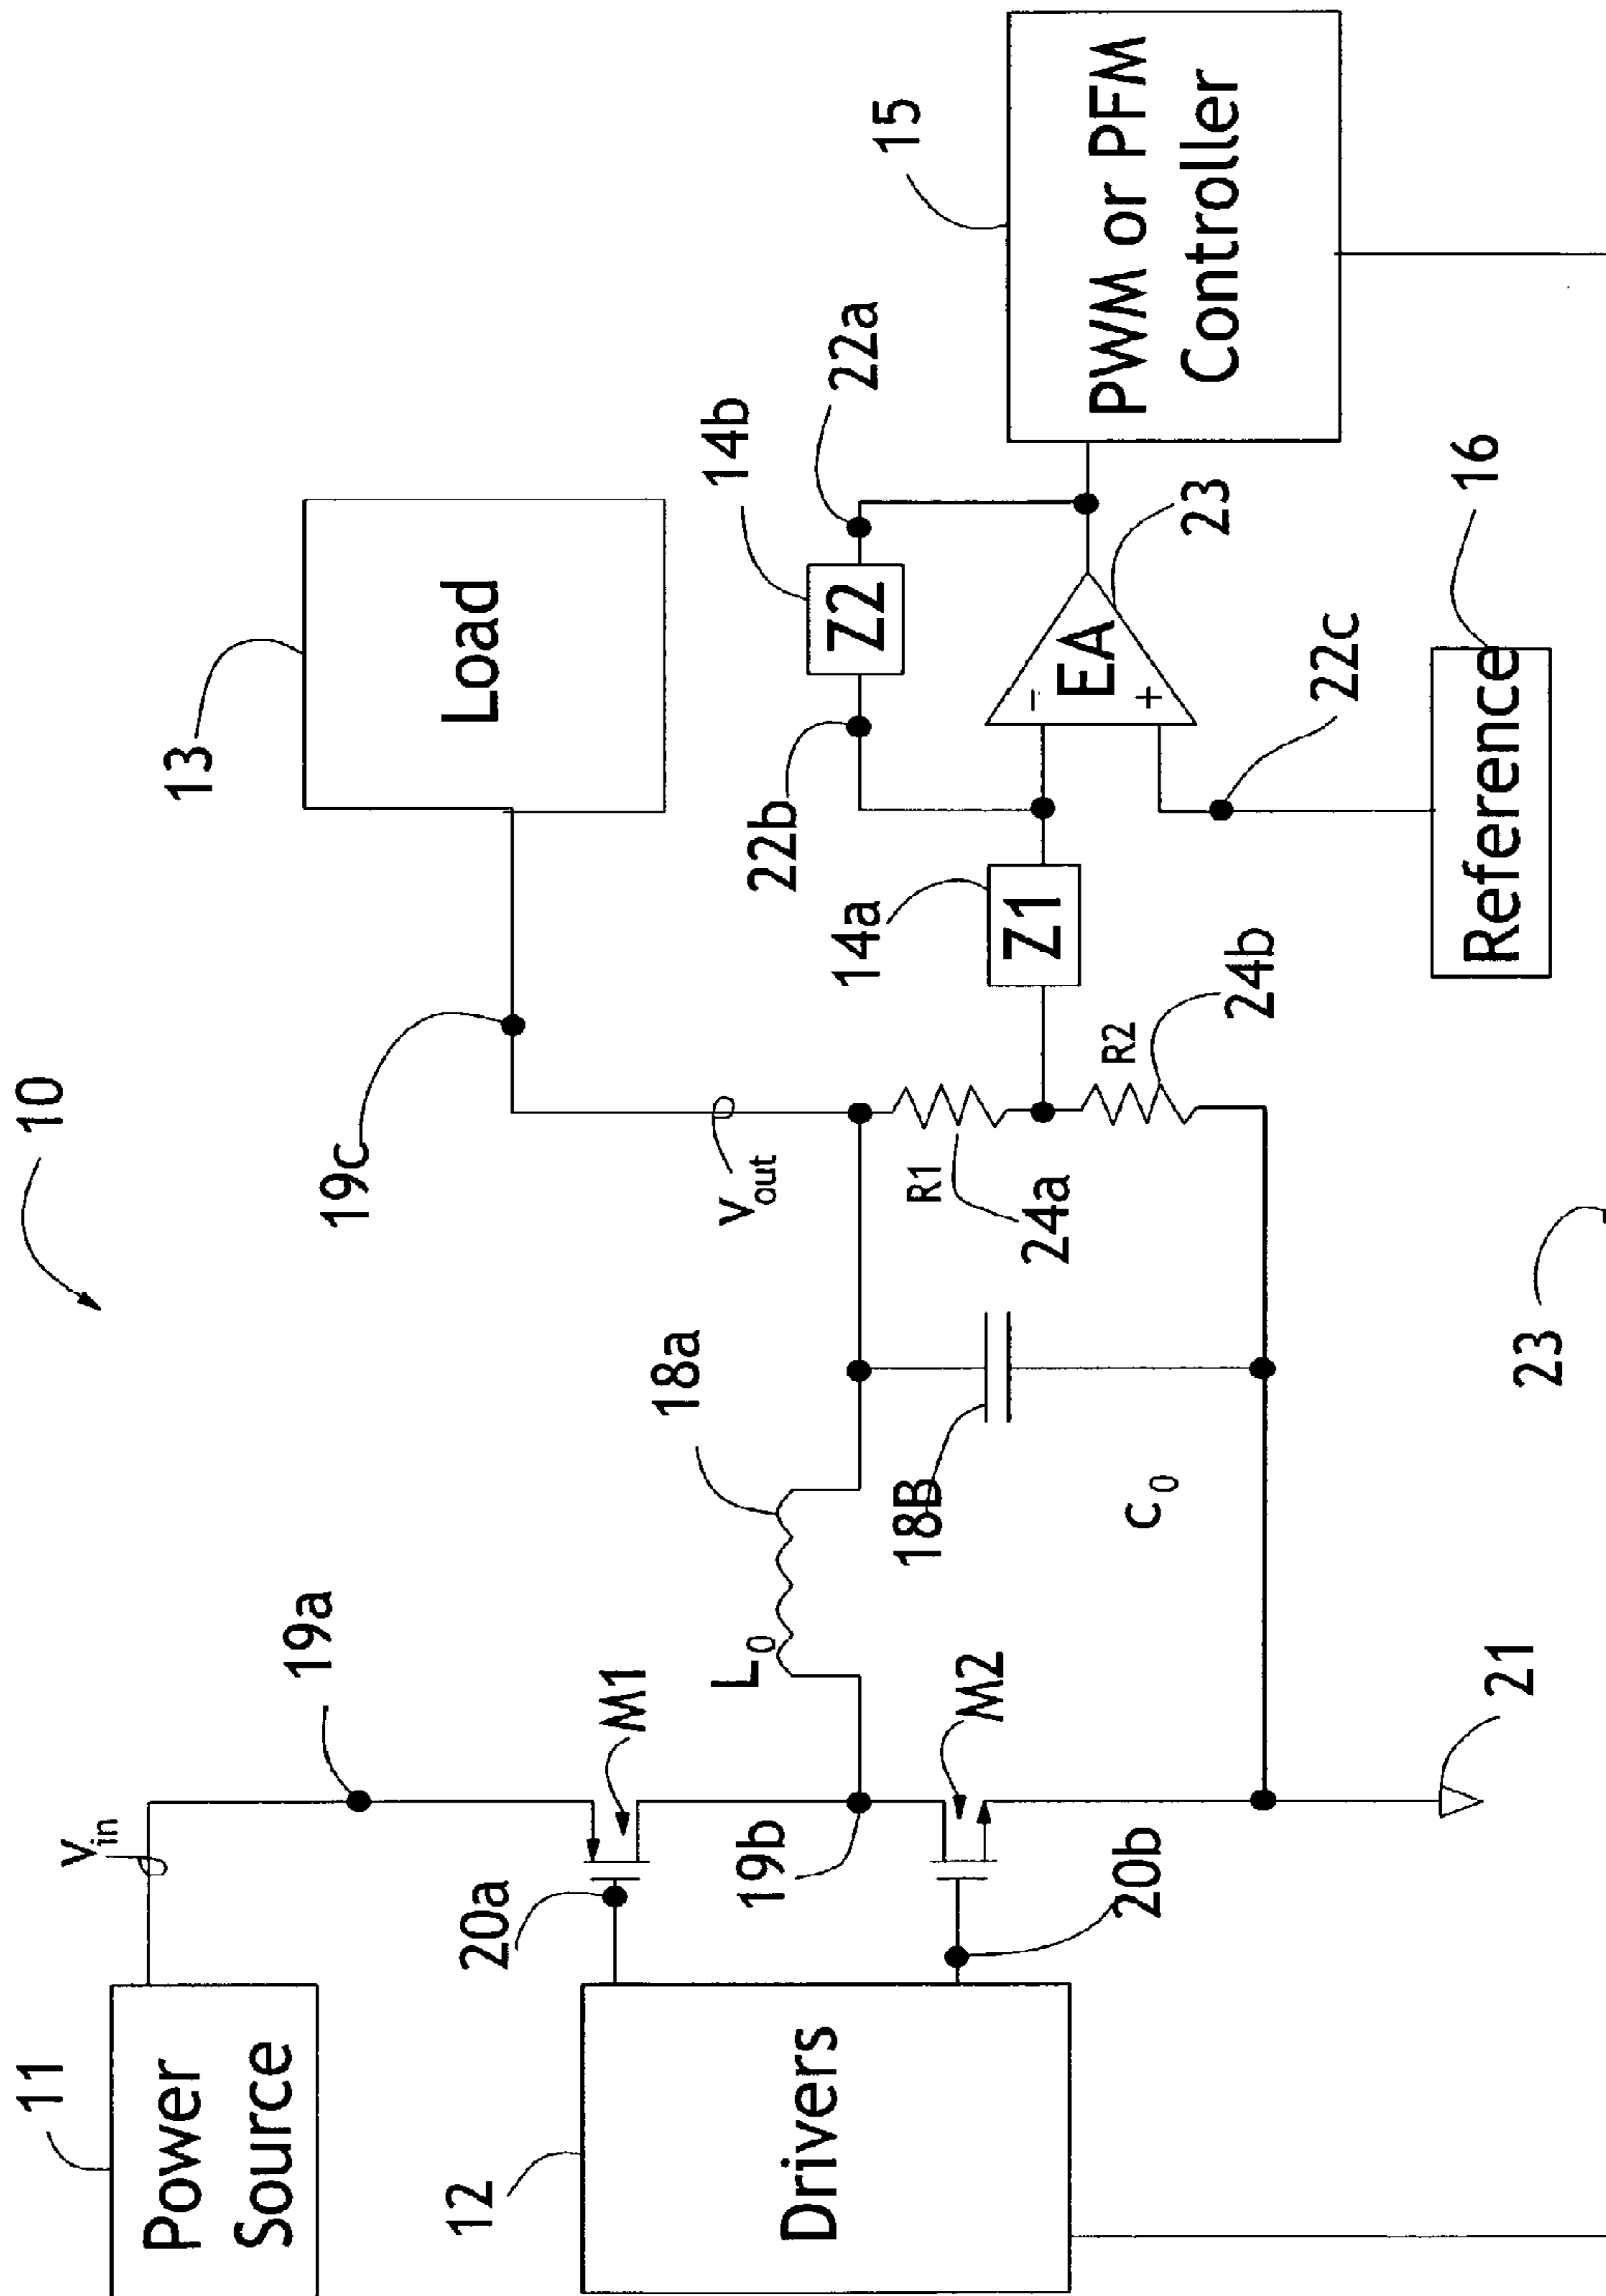 10
11
Power
Source
v in
19a
19c
13
Load
12
Drivers
20a
M1
L0
18a
v out
19b
M2
20b
18B
C0
R1
24a
R2
24b
14a
Z1
22b
14b
Z2
22a
EA
-
+
23
15
PWM or PFM
Controller
22c
16
Reference
21
23